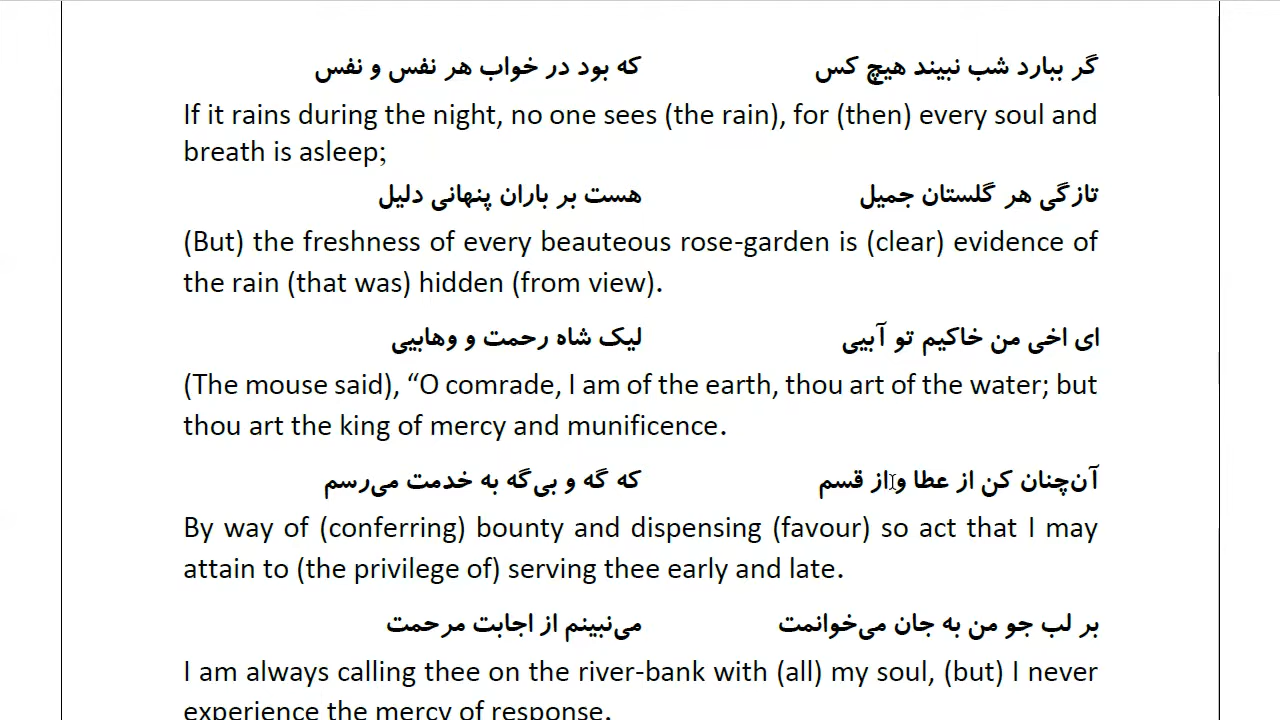 گر ببارد شب نبیند هیچ کس که بود در خواب هر نفس و نفس
If it rains during the night, no one sees (the rain), for (then) every soul and
breath is asleep;
تازگی هر گلستان جمیل هست بر باران پنهانی دلیل
(But) the freshness of every beauteous rose-garden is (clear) evidence of
the rain (that was) hidden (from view).
ای اخی من خاکیم تو آبیی لیک شاه رحمت و وهابیی
(The mouse said), “O comrade, I am of the earth, thou art of the water; but
thou art the king of mercy and munificence.
آن‌چنان کن از عطا و از قسم که گه و بی‌گه به خدمت می‌رسم
By way of (conferring) bounty and dispensing (favour) so act that I may
attain to (the privilege of) serving thee early and late.
بر لب جو من به جان می‌خوانمت می‌نبینم از اجابت مرحمت
I am always calling thee on the river-bank with (all) my soul, (but) I never
experience the mercy of response.